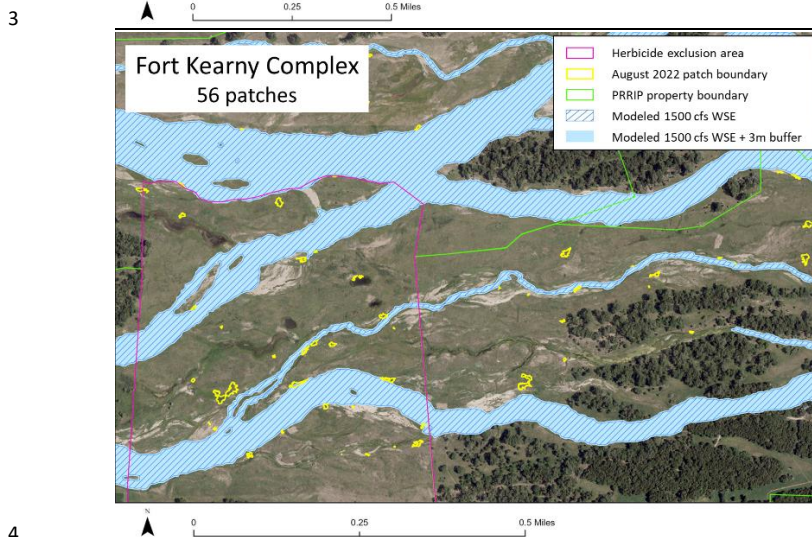 3
0 0.25 0.5 Miles
Fort Kearny Complex
56 patches
Herbicide exclusion area
August 2022 patch boundary
PRRIP property boundary
Modeled 1500 cfs WSE
Modeled 1500 cfs WSE + 3m buffer
N
0 0.25 0.5 Miles
4